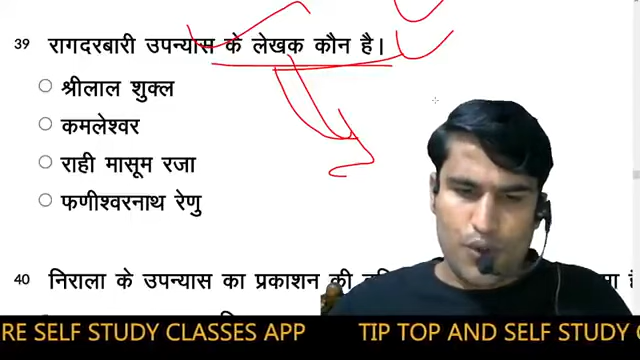 39 रागदरबारी उपन्यास के लेखक कौन है।
श्रीलाल शुक्ल
कमलेश्वर
राही मासूम रजा
फणीश्वरनाथ रेणु
40 निराला के उपन्यास का प्रकाशन की
RE SELF STUDY CLASSES APP TIP TOP AND SELF STUDY